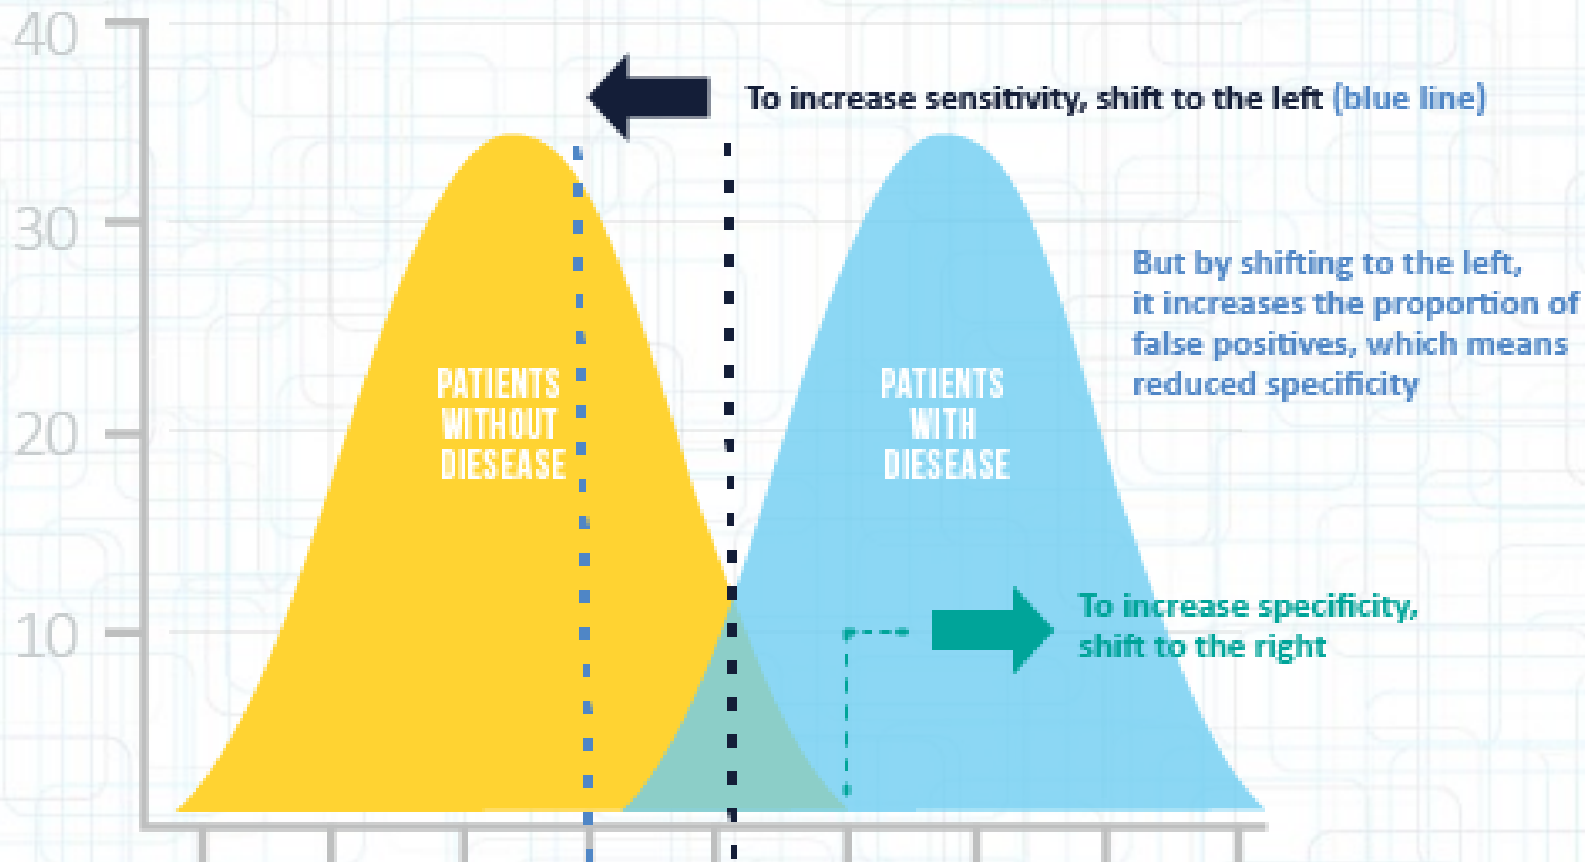 40
To increase sensitivity, shift to the left (blue line)
30
But by shifting to the left,
it increases the proportion of
false positives, which means
reduced specificity
PATIENTS
WITHOUT
DIESEASE
PATIENTS
WITH
DIESEASE
20
To increase specificity,
shift to the right
10